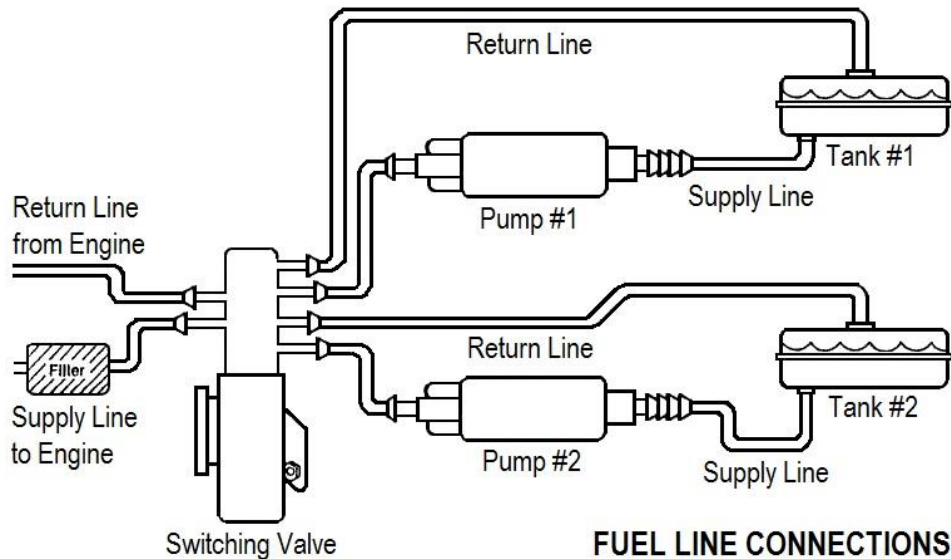 Return Line
Tank #1
Supply Line
Pump #1
Return Line
from Engine
Return Line
Filler
Tank #2
Supply Line
to Engine
Pump #2
Supply Line
Switching Valve
FUEL LINE CONNECTIONS